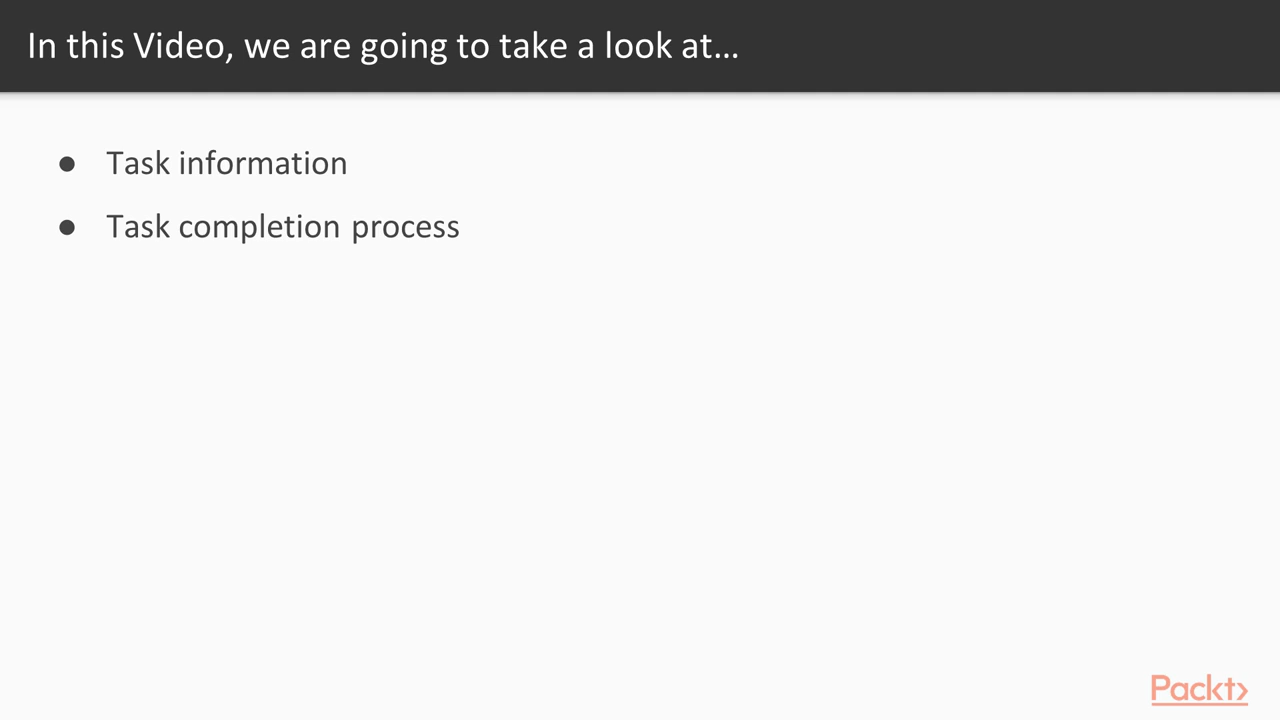 In this Video, we are going to take a look at…
● Task information
● Task completion process
Packt>